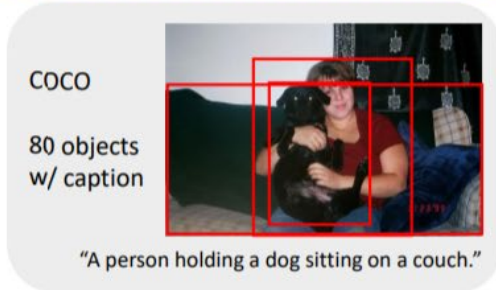 COCO
80 objects
w/ caption
“A person holding a dog sitting on a couch.”